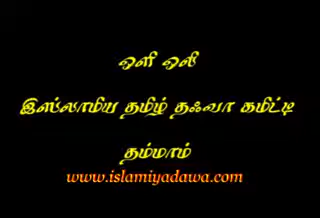 ஒளி ஒலி
இஸ்லாமிய தமிழ் தஃவா கமிட்டி
தம்மாம்
www.islamiyadawa.com